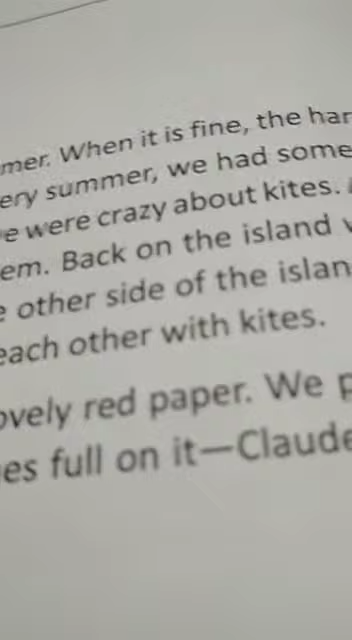 mer. When it is fine, the har
ery summer, we had some
e were crazy about kites.
em. Back on the island
e other side of the islan
each other with kites.
ovely red paper. We p
es full on it—Claude